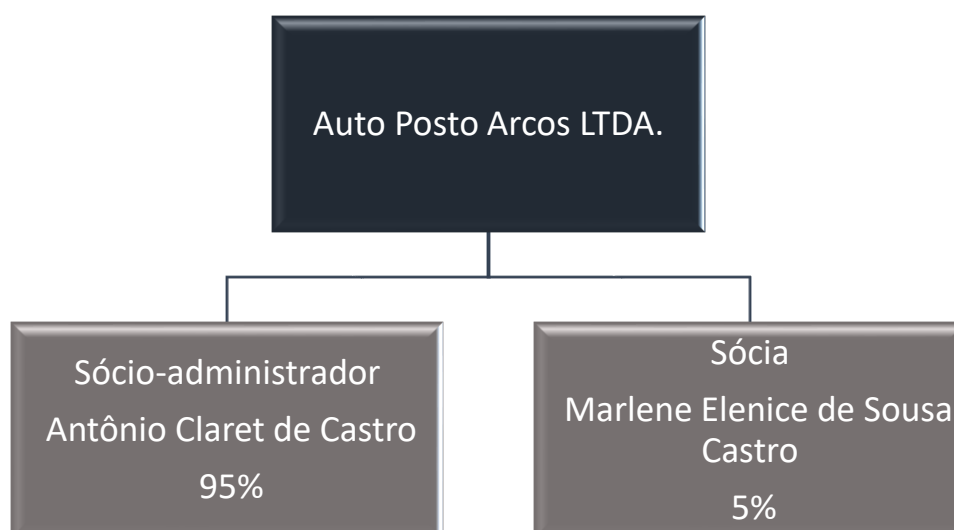 Auto Posto Arcos LTDA.
Sócio-administrador
Antônio Claret de Castro
95%
Sócia
Marlene Elenice de Sousa
Castro
5%